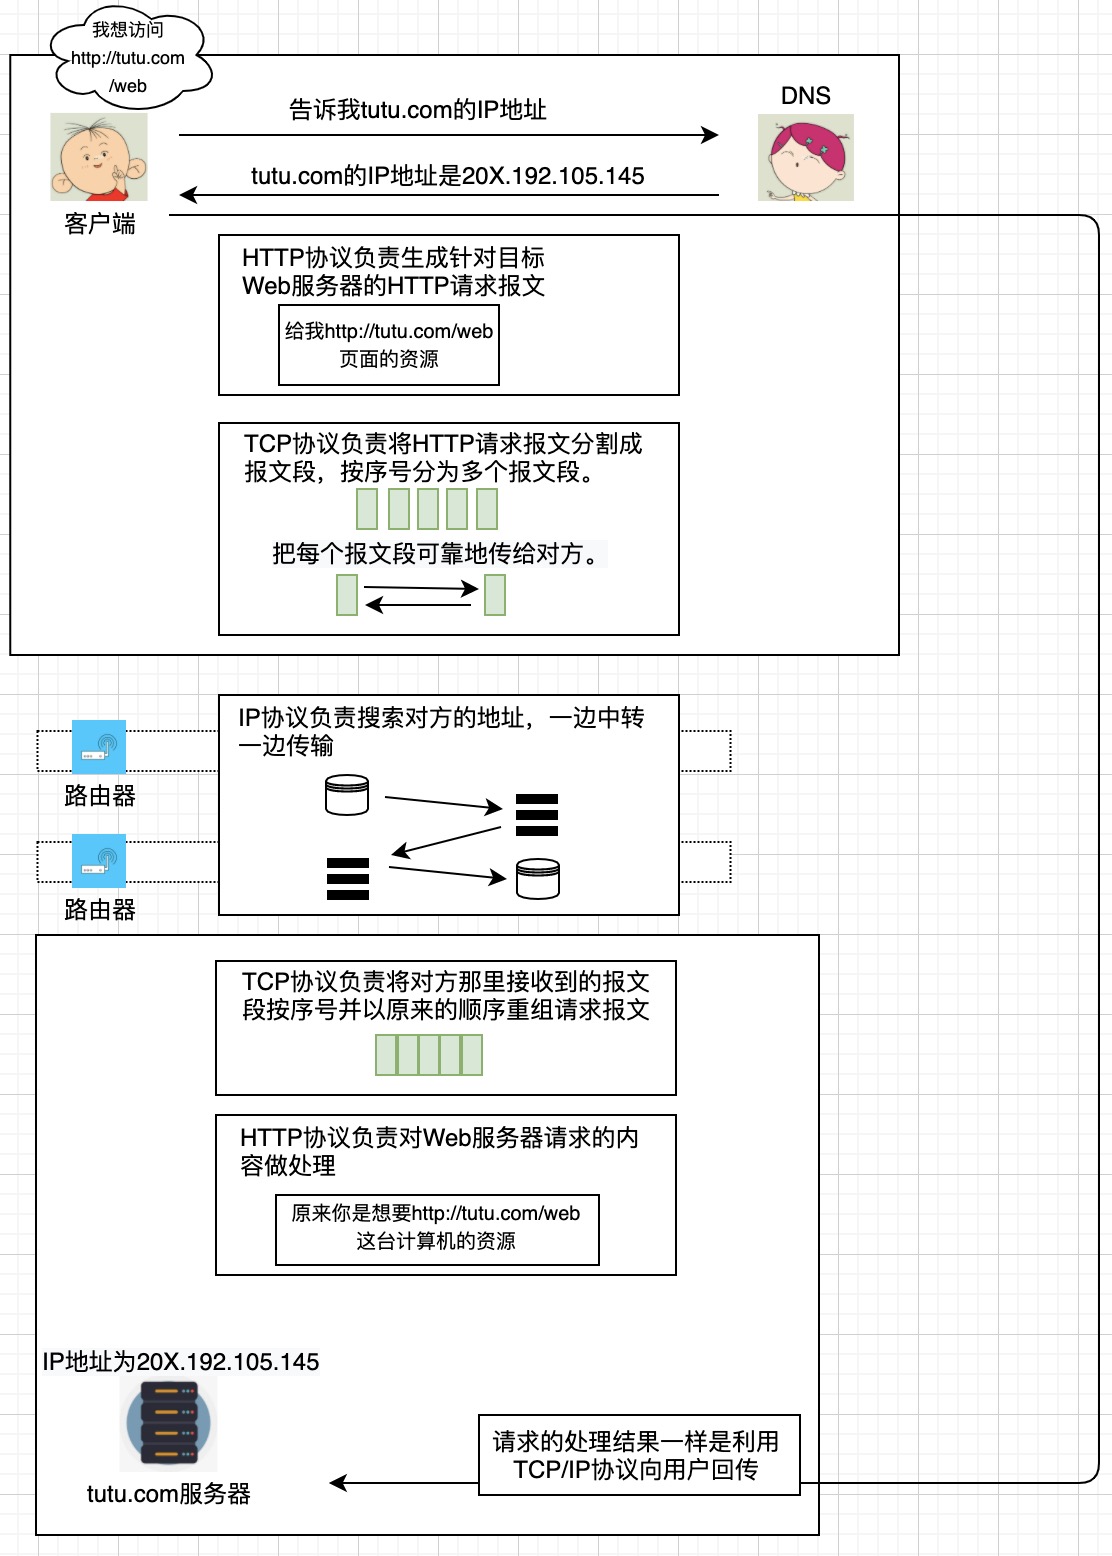 我想访问
http://tutu.com
/web
告诉我tutu.com的IP地址
DNS
tutu.com的IP地址是20X.192.105.145
客户端
HTTP协议负责生成针对目标
Web服务器的HTTP请求报文
给我http://tutu.com/web
页面的资源
TCP协议负责将HTTP请求报文分割成
报文段，按序号分为多个报文段。
把每个报文段可靠地传给对方。
IP协议负责搜索对方的地址，一边中转
一边传输
路由器
路由器
TCP协议负责将对方那里接收到的报文
段按序号并以原来的顺序重组请求报文
HTTP协议负责对Web服务器请求的内
容做处理
原来你是想要http://tutu.com/web
这台计算机的资源
IP地址为20X.192.105.145
tutu.com服务器
请求的处理结果一样是利用
TCP/IP协议向用户回传